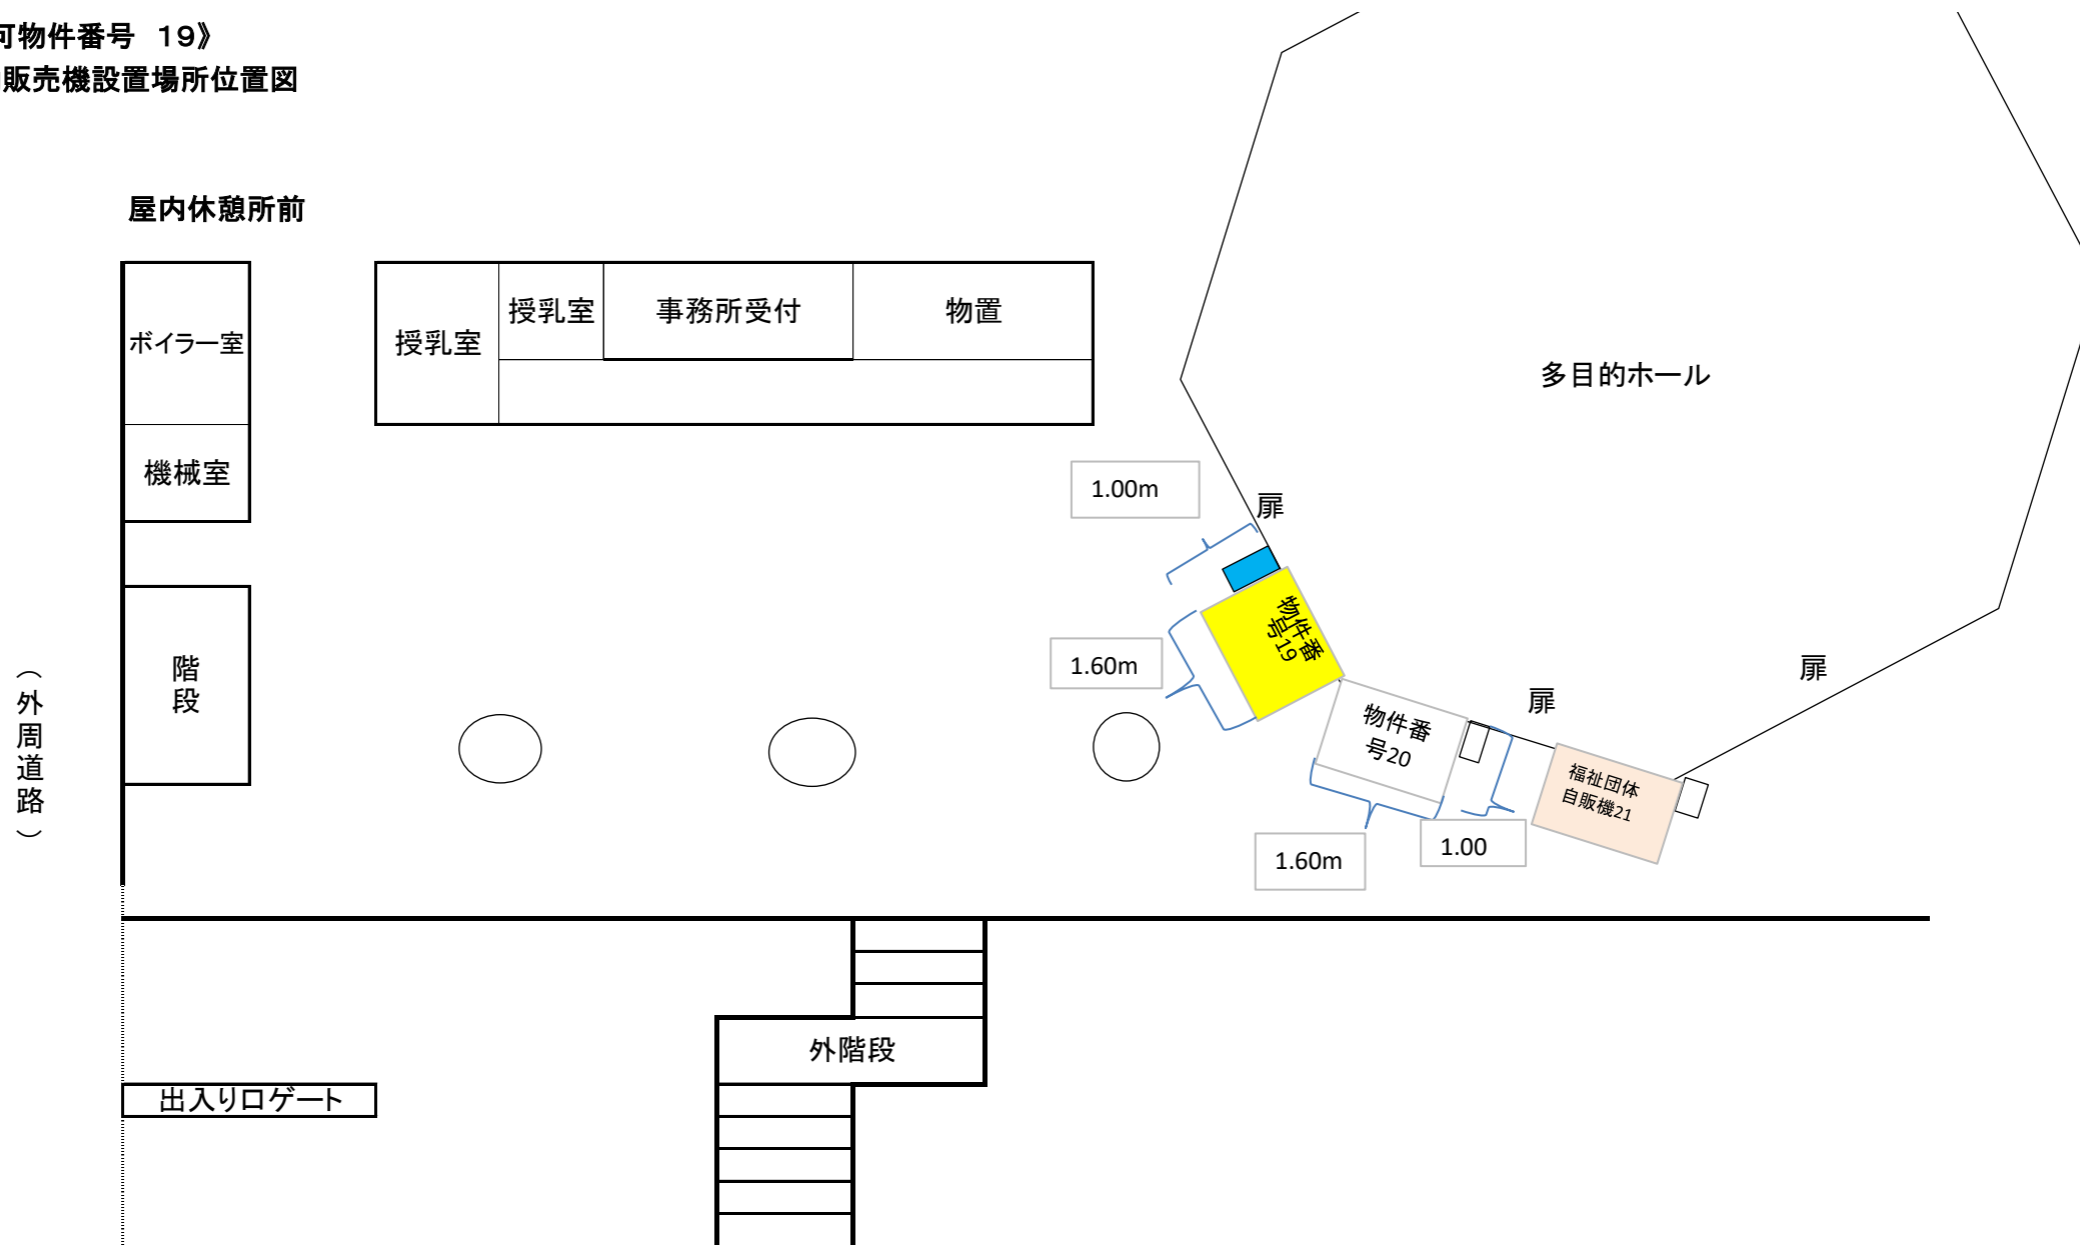 可物件番号　19》
販売機設置場所位置図
屋内休憩所前
ボイラー室
機械室
階
段
授乳室
授乳室
事務所受付
物置
多目的ホール
1.00m
扉
物件番
号19
1.60m
物件番
号20
扉
扉
福祉団体
自販機21
1.60m
1.00
（外周道路）
外階段
出入り口ゲート